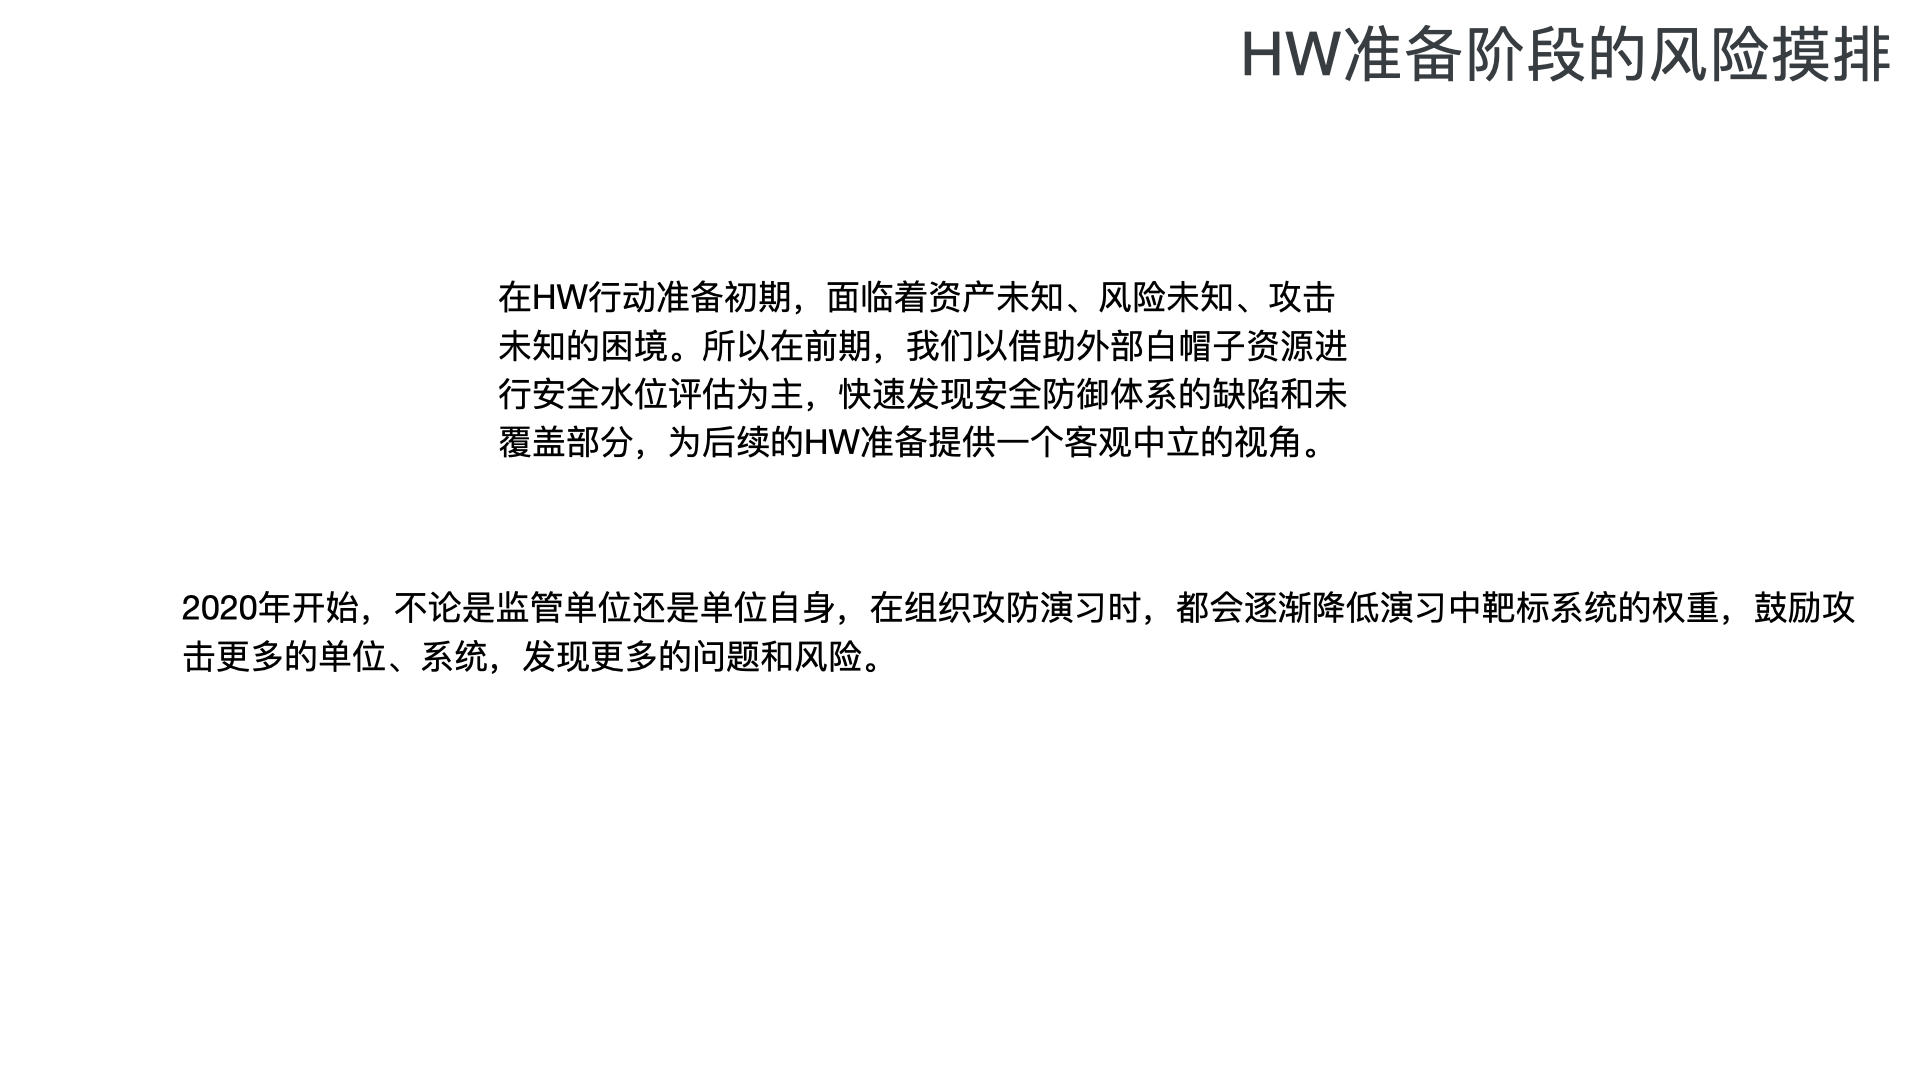 HW准备阶段的风险摸排
在HW行动准备初期，面临着资产未知、风险未知、攻击
未知的困境。所以在前期，我们以借助外部白帽子资源进
行安全水位评估为主，快速发现安全防御体系的缺陷和未
覆盖部分，为后续的HW准备提供一个客观中立的视角。
2020年开始，不论是监管单位还是单位自身，在组织攻防演习时，都会逐渐降低演习中靶标系统的权重，鼓励攻
击更多的单位、系统，发现更多的问题和风险。